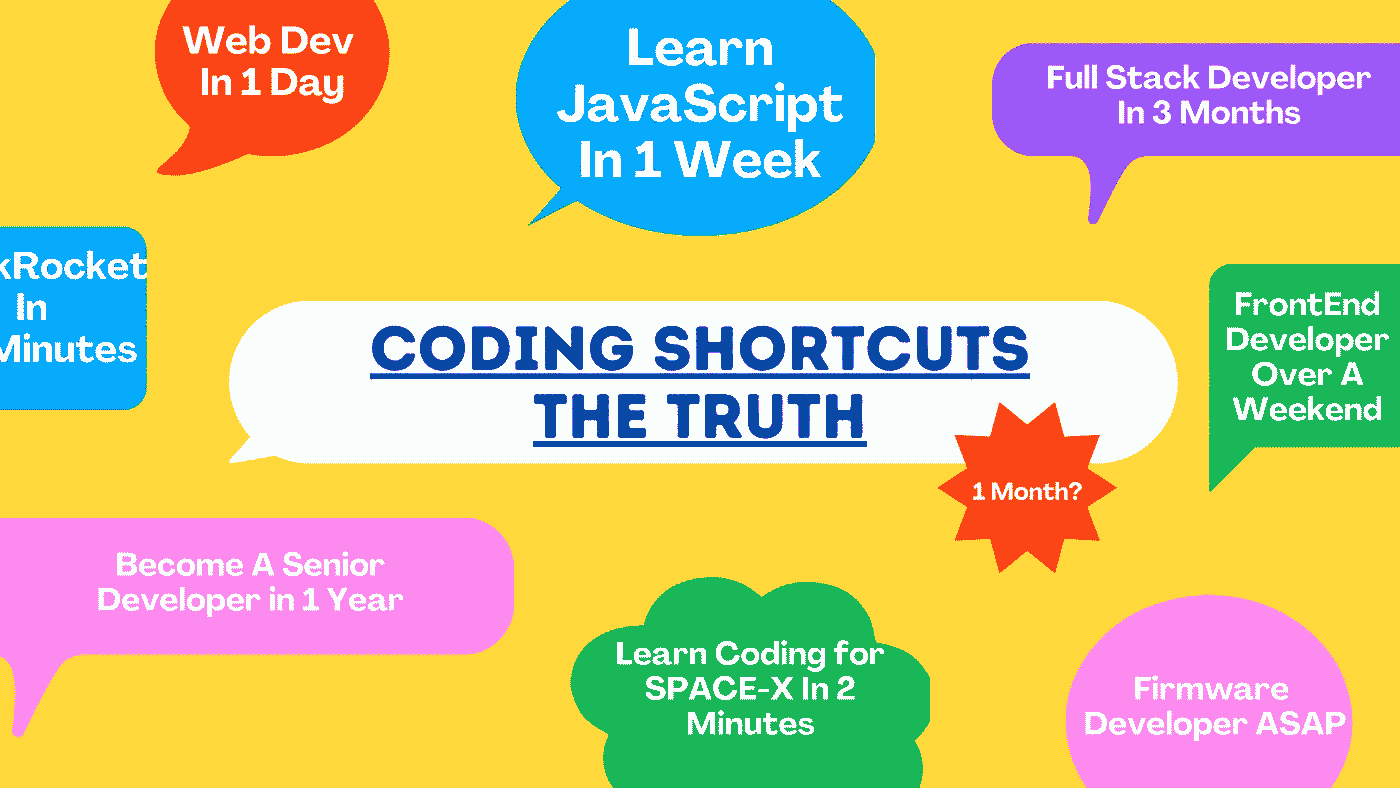 Web Dev
In 1 Day
Learn
JavaScript
In 1 Week
Full Stack Developer
In 3 Months
kRocket
In
Minutes
CODING SHORTCUTS
THE TRUTH
1 Month?
FrontEnd
Developer
Over A
Weekend
Become A Senior
Developer in 1 Year
Learn Coding for
SPACE-X In 2
Minutes
Firmware
Developer ASAP